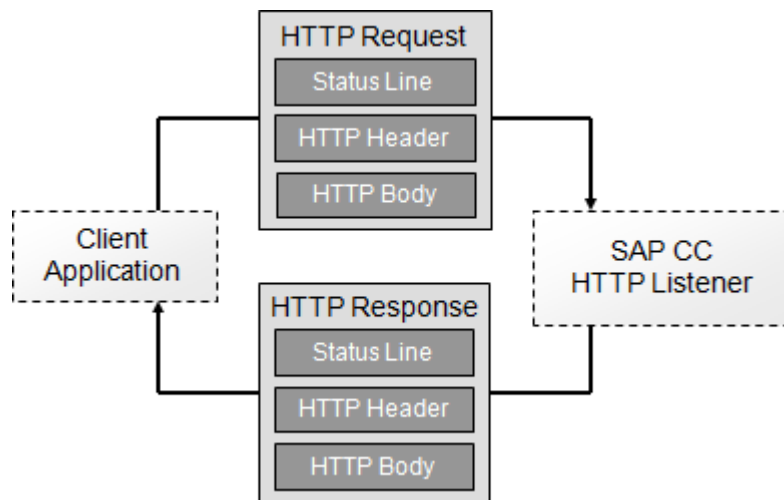 HTTP Request
Status Line
HTTP Header
HTTP Body
Client
Application
SAP CC
HTTP Listener
HTTP Response
Status Line
HTTP Header
HTTP Body